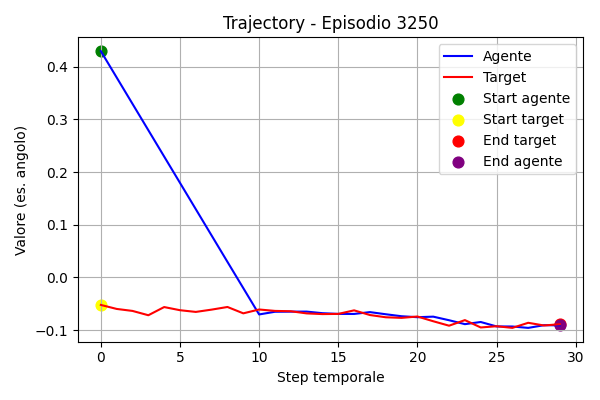 Trajectory - Episodio 3250
Valore (es. angolo)
0.4
0.3
0.2
0.1
0.0
−0.1
0
5
10
15
20
25
30
Step temporale
Agente
Target
Start agente
Start target
End target
End agente